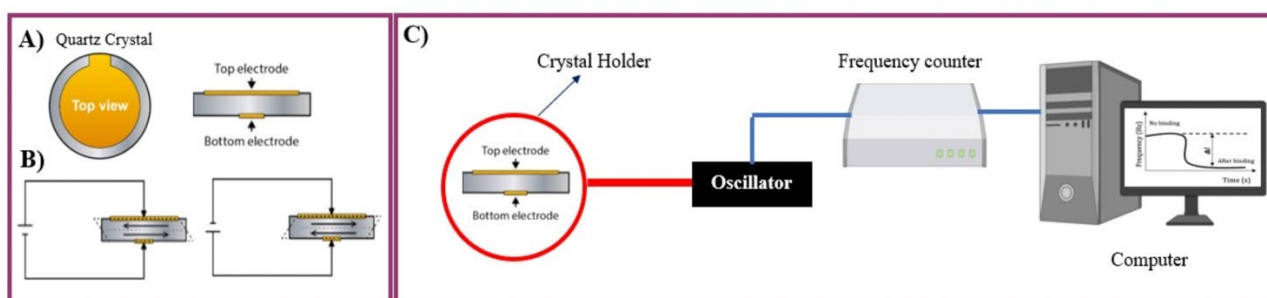 A)
Quartz Crystal
Top view
Top electrode
Bottom electrode
B)
C)
Crystal Holder
Top electrode
Bottom electrode
Oscillator
Frequency counter
Frequency (Hz)
No binding
Δf
After binding
Time (s)
Computer